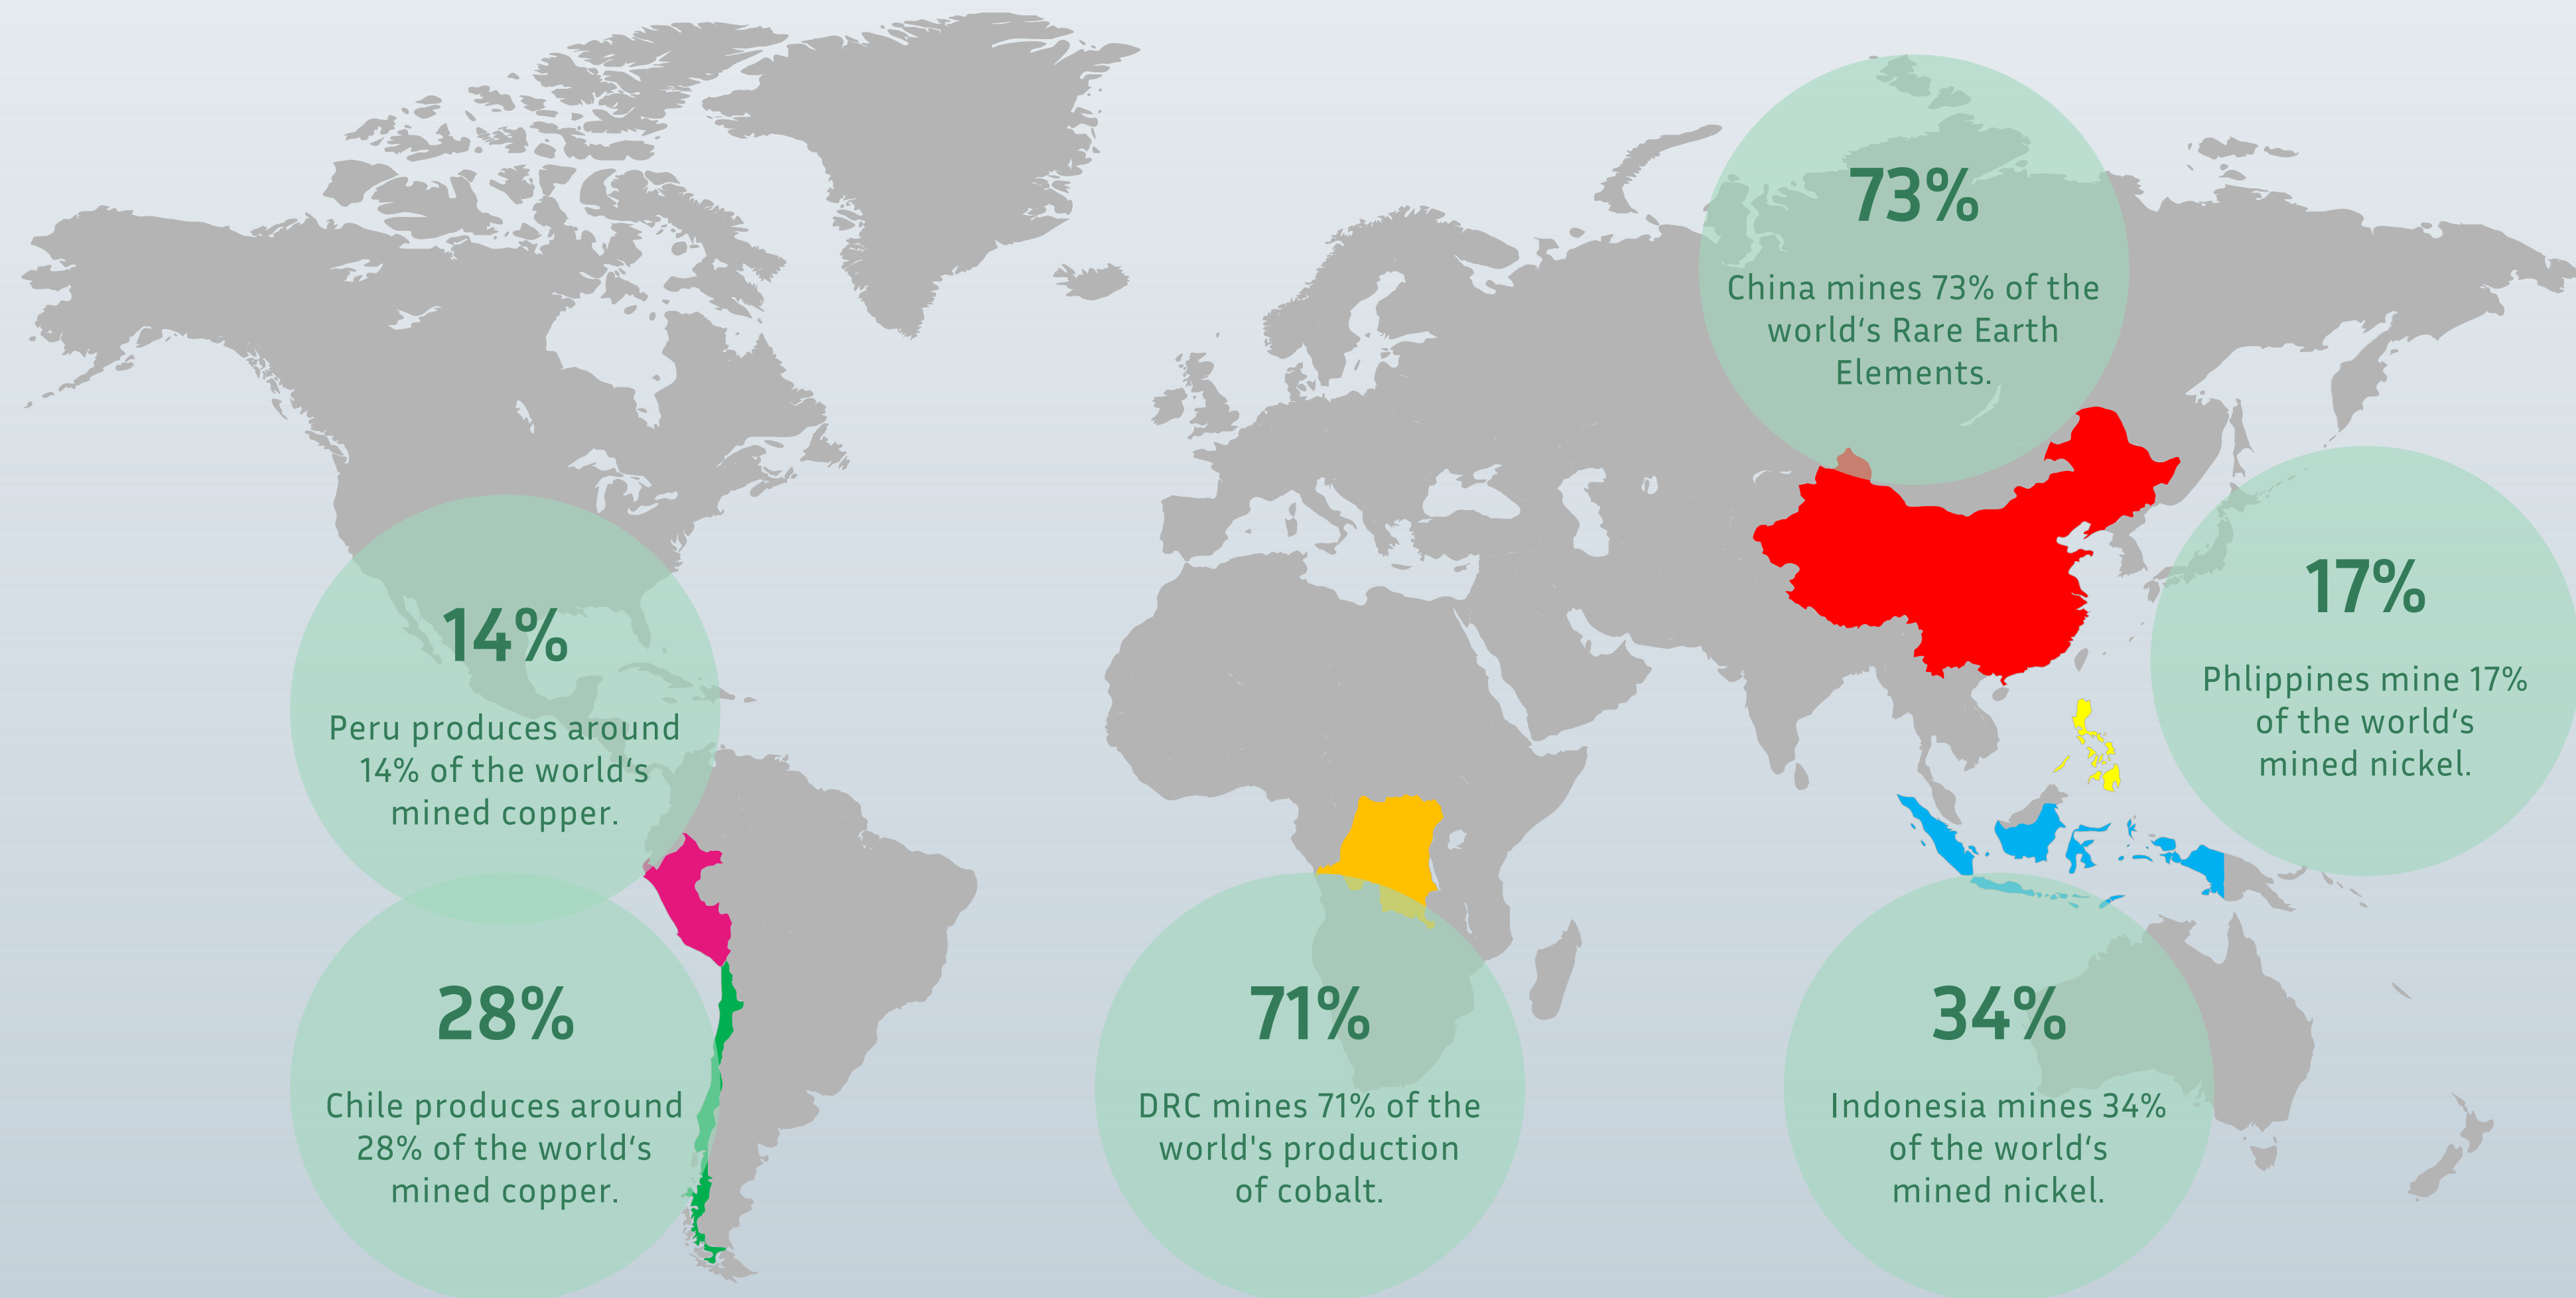 73%
China mines 73% of the
world‘s Rare Earth
Elements.
14%
Peru produces around
14% of the world‘s
mined copper.
17%
Phlippines mine 17%
of the world‘s
mined nickel.
28%
Chile produces around
28% of the world‘s
mined copper.
71%
DRC mines 71% of the
world's production
of cobalt.
34%
Indonesia mines 34%
of the world‘s
mined nickel.